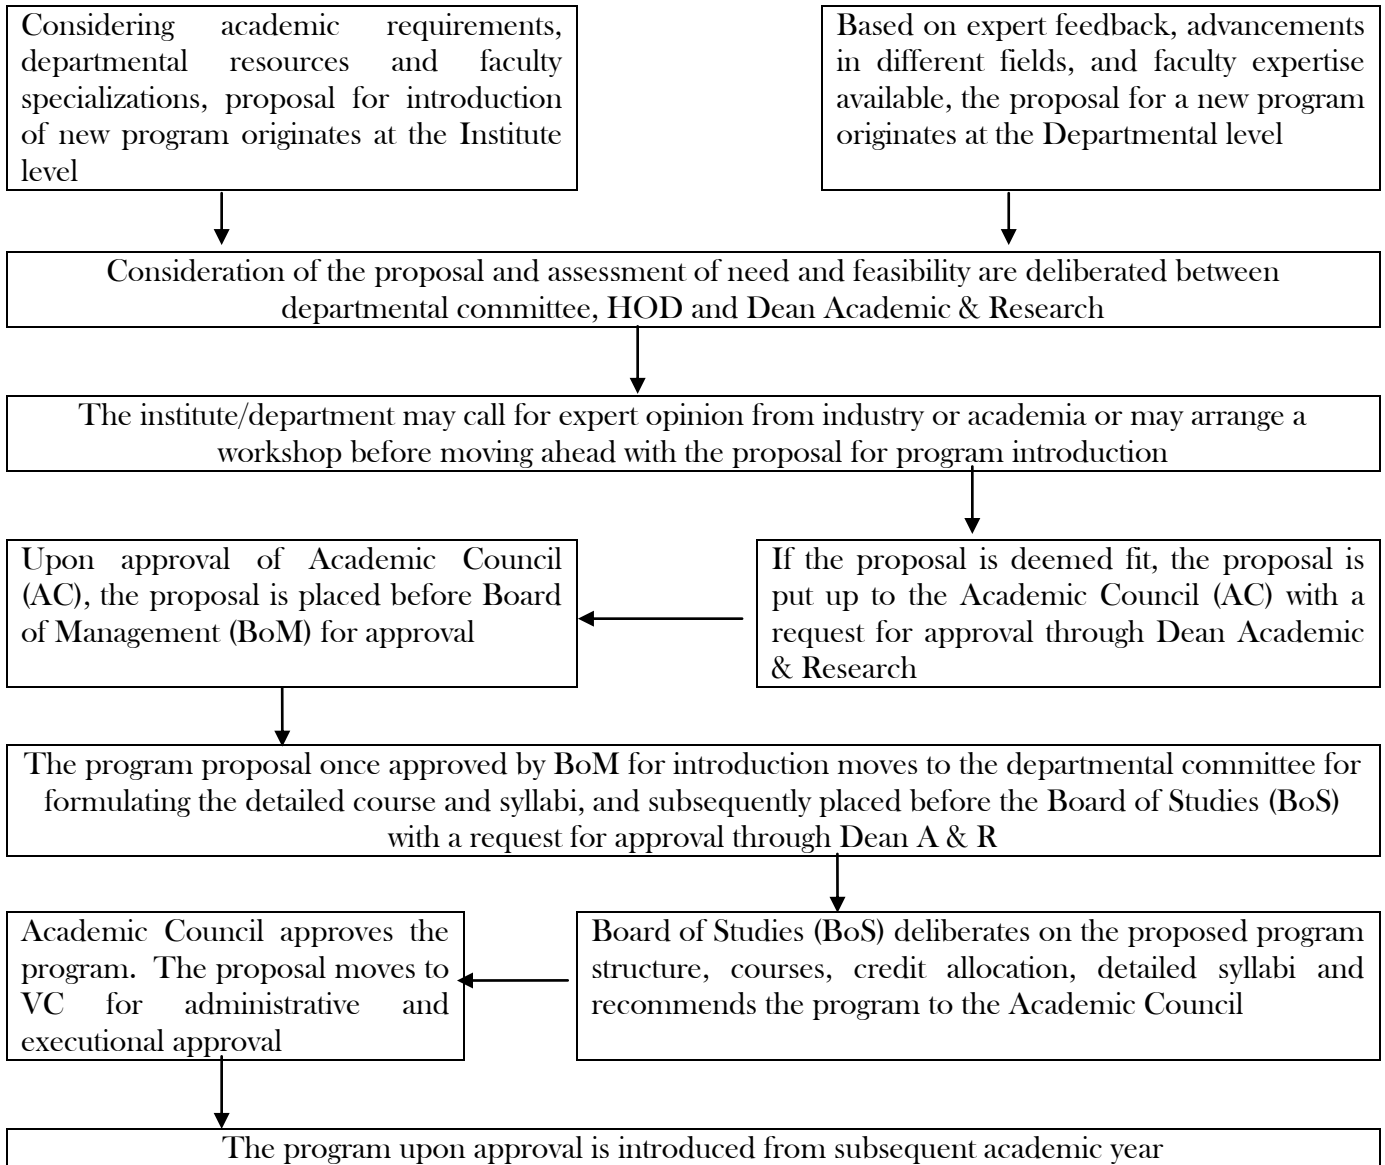 Considering academic requirements,
departmental resources and faculty
specializations, proposal for introduction
of new program originates at the Institute
level
Based on expert feedback, advancements
in different fields, and faculty expertise
available, the proposal for a new program
originates at the Departmental level
Consideration of the proposal and assessment of need and feasibility are deliberated between
departmental committee, HOD and Dean Academic & Research
The institute/department may call for expert opinion from industry or academia or may arrange a
workshop before moving ahead with the proposal for program introduction
If the proposal is deemed fit, the proposal is
put up to the Academic Council (AC) with a
request for approval through Dean Academic
& Research
Upon approval of Academic Council
(AC), the proposal is placed before Board
of Management (BoM) for approval
The program proposal once approved by BoM for introduction moves to the departmental committee for
formulating the detailed course and syllabi, and subsequently placed before the Board of Studies (BoS)
with a request for approval through Dean A & R
Board of Studies (BoS) deliberates on the proposed program
structure, courses, credit allocation, detailed syllabi and
recommends the program to the Academic Council
Academic Council approves the
program. The proposal moves to
VC for administrative and
executional approval
The program upon approval is introduced from subsequent academic year